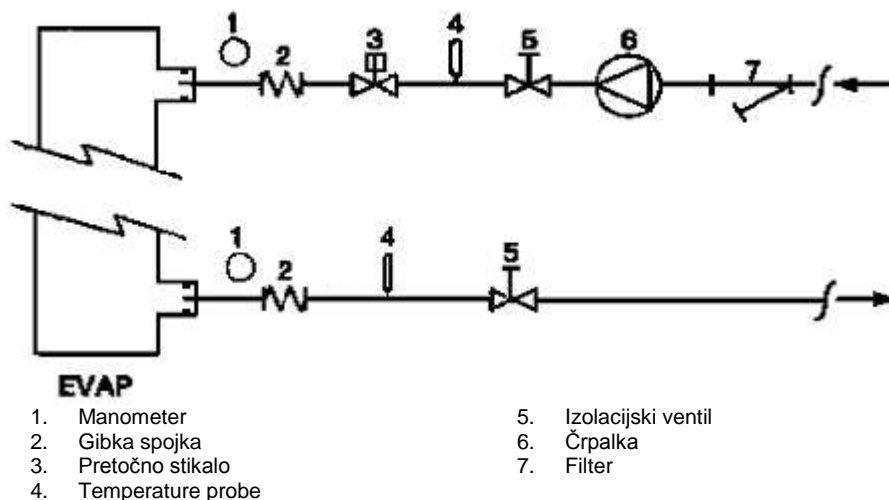 1
2
3
4
5
6
7
1
2
4
5
EVAP
1. Manometer
2. Gibka spojka
3. Pretočno stikalo
4. Temperature probe
5. Izolacijski ventil
6. Črpalka
7. Filter